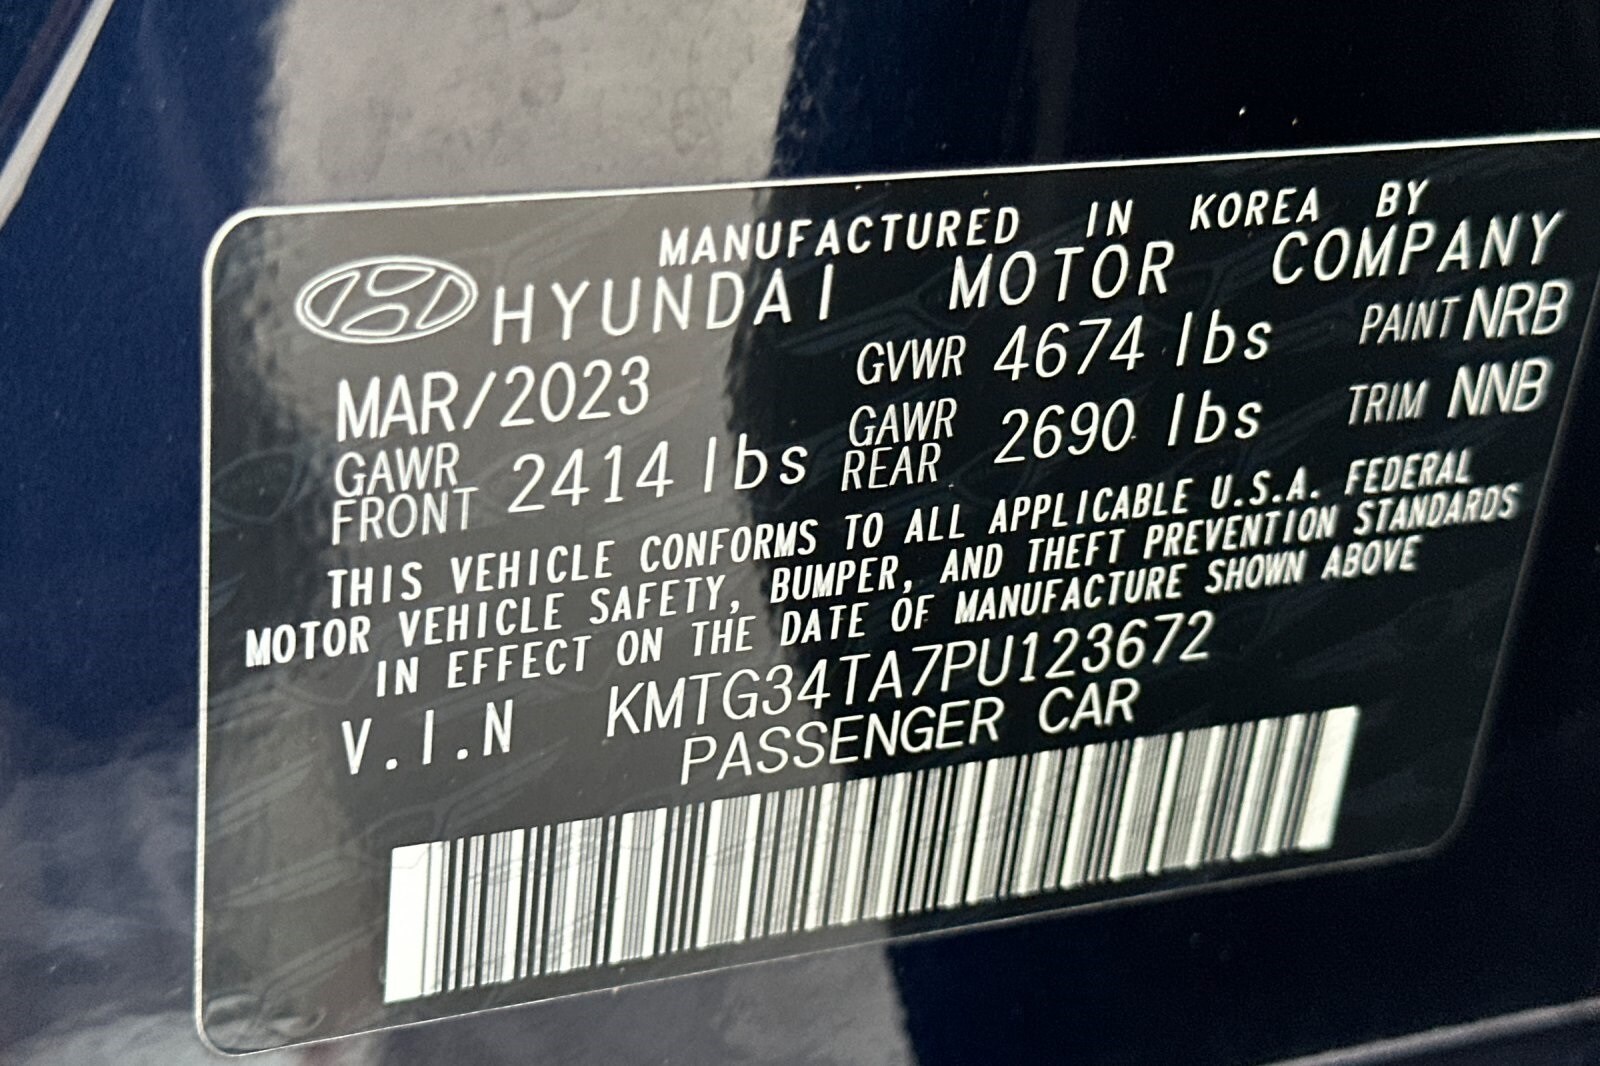 MANUFACTURED IN KOREA BY
HYUNDAI MOTOR COMPANY
MAR/2023 GVWR 4674 lbs PAINT NRB
GAWR FRONT 2414 lbs GAWR REAR 2690 lbs TRIM NNB
THIS VEHICLE CONFORMS TO ALL APPLICABLE U.S.A. FEDERAL
MOTOR VEHICLE SAFETY, BUMPER, AND THEFT PREVENTION STANDARDS
IN EFFECT ON THE DATE OF MANUFACTURE SHOWN ABOVE
V.I.N KMTG34TA7PU123672
PASSENGER CAR